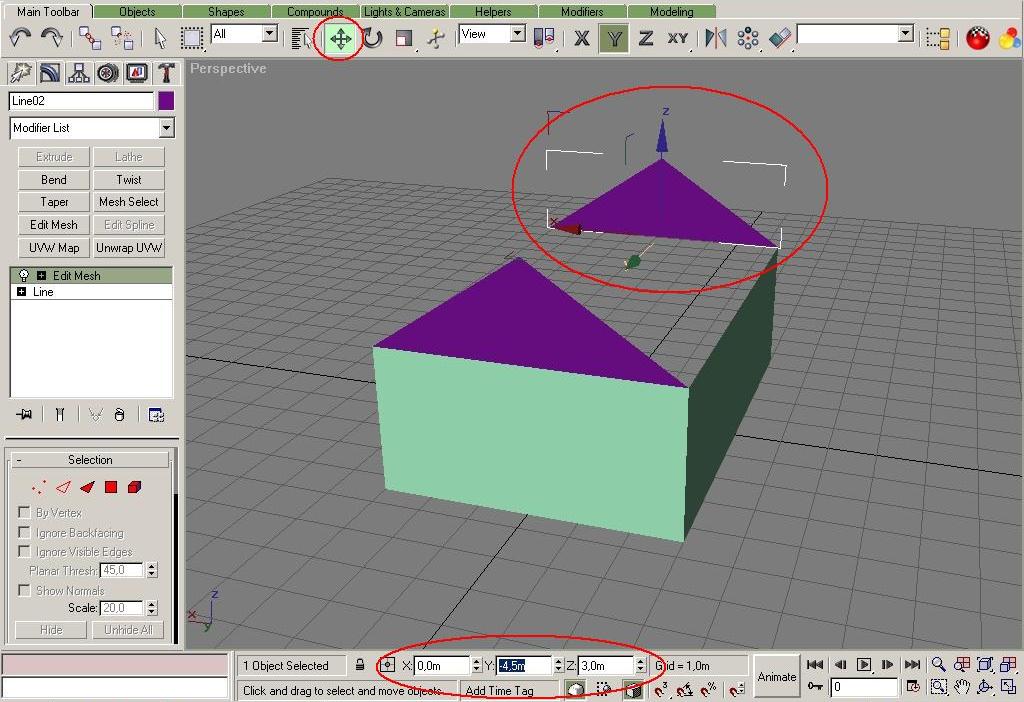 Main Toolbar Objects Shapes Compounds Lights & Cameras Helpers Modifiers Modeling
All View X Y Z XY
Perspective
Line02
Modifier List
Extrude Lathe
Bend Twist
Taper Mesh Select
Edit Mesh Edit Spline
UVW Map Unwrap UVW
Edit Mesh
Line
z
x
- Selection
By Vertex
Ignore Backfacing
Ignore Visible Edges
Planar Thresh: 45,0
Show Normals
Scale: 20,0
Hide Unhide All
z
x
y
1 Object Selected X: 0,0m Y: -4,5m Z: 3,0m Grid = 1,0m
Click and drag to select and move objects
Add Time Tag
Animate
0